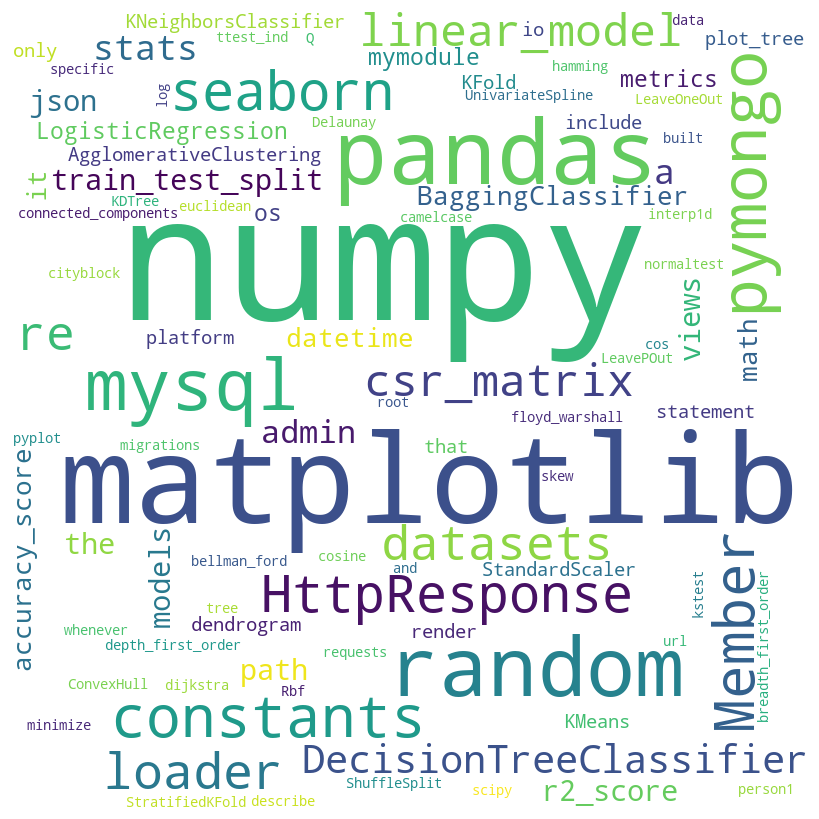 KNeighborsClassifier
ttest_ind
Q
linear_model
io
data
plot_tree
only
stats
mymodule
specific
log
seaborn
KFold
hamming
UnivariateSpline
metrics
LeaveOneOut
pymongo
json
LogisticRegression
Delaunay
pandas
include
built
AgglomerativeClustering
it
train_test_split
a
BaggingClassifier
KDTree
euclidean
connected_components
os
camelcase
interp1d
numpy
cityblock
normaltest
re
platform
datetime
views
math
cos
LeavePOut
mysql
csr_matrix
root
floyd_warshall
statement
admin
pyplot
migrations
that
accuracy_score
matplotlib
skew
the
models
datasets
bellman_ford
cosine
and
StandardScaler
Member
kstest
breadth_first_order
HttpResponse
tree
whenever
dendrogram
render
depth_first_order
requests
url
random
path
ConvexHull
dijkstra
Rbf
minimize
constants
KMeans
loader
DecisionTreeClassifier
ShuffleSplit
r2_score
scipy
person1
StratifiedKFold
describe